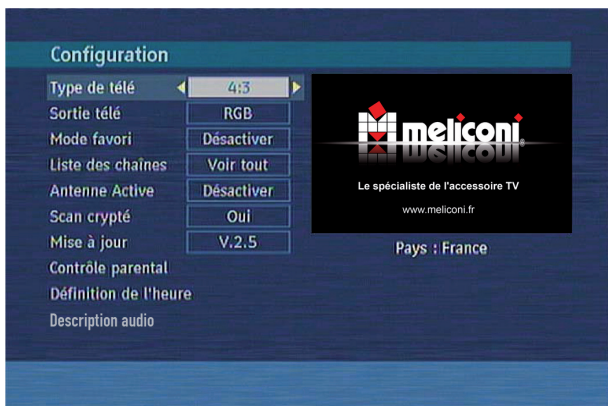 Configuration
Type de télé 4:3
Sortie télé RGB
Mode favori Désactiver
Liste des chaînes Voir tout
Antenne Active Désactiver
Scan crypté Oui
Mise à jour V.2.5
Contrôle parental
Définition de l'heure
Description audio
meliconi®
Le spécialiste de l'accessoire TV
www.meliconi.fr
Pays : France